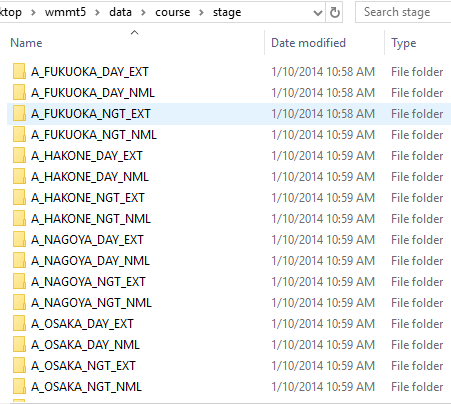 ktop > wmmt5 > data > course > stage Search stage
Name Date modified Type
A_FUKUOKA_DAY_EXT 1/10/2014 10:58 AM File folder
A_FUKUOKA_DAY_NML 1/10/2014 10:58 AM File folder
A_FUKUOKA_NGT_EXT 1/10/2014 10:58 AM File folder
A_FUKUOKA_NGT_NML 1/10/2014 10:59 AM File folder
A_HAKONE_DAY_EXT 1/10/2014 10:59 AM File folder
A_HAKONE_DAY_NML 1/10/2014 10:59 AM File folder
A_HAKONE_NGT_EXT 1/10/2014 10:59 AM File folder
A_HAKONE_NGT_NML 1/10/2014 10:59 AM File folder
A_NAGOYA_DAY_EXT 1/10/2014 10:59 AM File folder
A_NAGOYA_DAY_NML 1/10/2014 10:59 AM File folder
A_NAGOYA_NGT_EXT 1/10/2014 10:59 AM File folder
A_NAGOYA_NGT_NML 1/10/2014 10:59 AM File folder
A_OSAKA_DAY_EXT 1/10/2014 10:59 AM File folder
A_OSAKA_DAY_NML 1/10/2014 10:59 AM File folder
A_OSAKA_NGT_EXT 1/10/2014 10:59 AM File folder
A_OSAKA_NGT_NML 1/10/2014 10:59 AM File folder